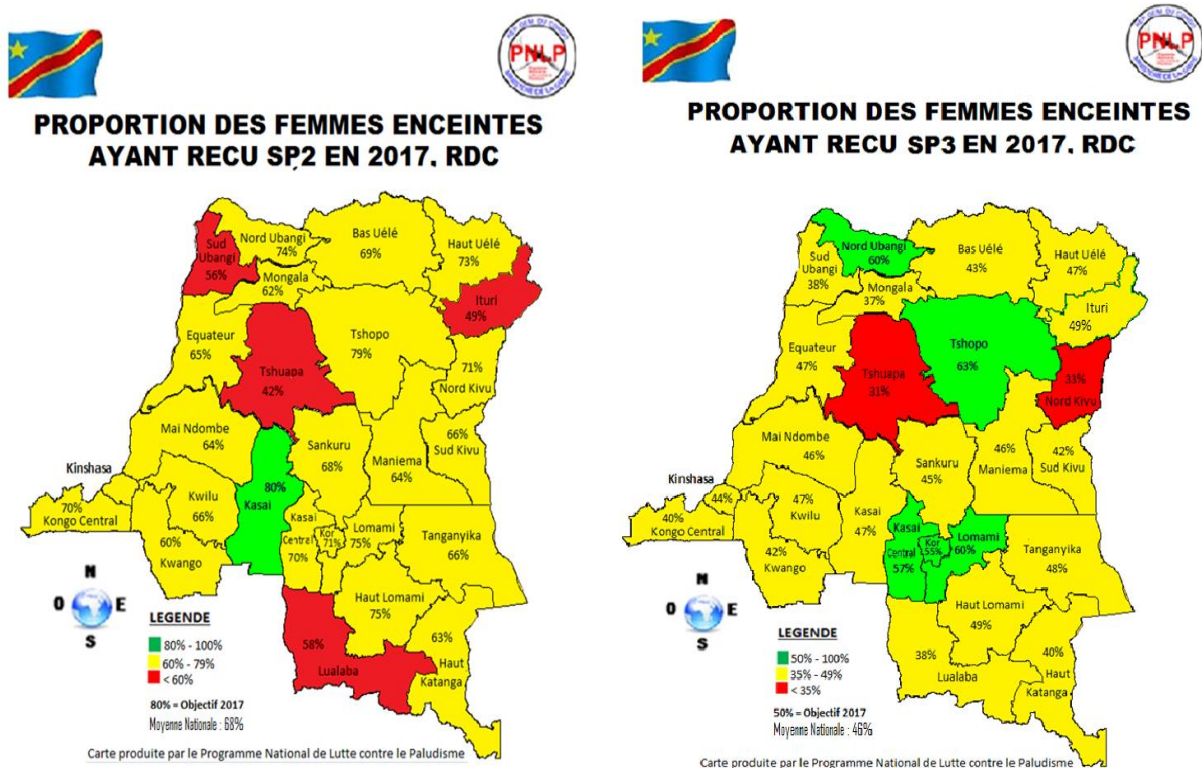 PNLP
PROPORTION DES FEMMES ENCEINTES
AYANT RECU SP2 EN 2017. RDC
Sud
Ubangi
56%
Nord Ubangi
74%
Bas Uélé
69%
Haut Uélé
73%
Mongala
62%
Ituri
49%
Equateur
65%
Tshopo
79%
Tshuapa
42%
71%
Nord Kivu
Mai Ndombe
64%
Sankuru
68%
Maniema
64%
66%
Sud Kivu
Kinshasa
70%
Kongo Central
Kwilu
66%
80%
Kasai
Kasai
Central
70%
Kor
71%
Lomami
75%
Tanganyika
66%
60%
Kwango
Haut Lomami
75%
58%
Lualaba
63%
Haut
Katanga
N
O E
S
LEGENDE
80% - 100%
60% - 79%
< 60%
80% = Objectif 2017
Moyenne Nationale : 68%
Carte produite par le Programme National de Lutte contre le Paludisme
PNLP
PROPORTION DES FEMMES ENCEINTES
AYANT RECU SP3 EN 2017. RDC
Nord Ubangi
60%
Sud
Ubangi
38%
Bas Uélé
43%
Haut Uélé
47%
Mongala
37%
Ituri
49%
Equateur
47%
Tshopo
63%
Tshuapa
31%
33%
Nord Kivu
Mai Ndombe
46%
Sankuru
45%
46%
Maniema
42%
Sud Kivu
Kinshasa
44%
40%
Kongo Central
47%
Kwilu
Kasai
47%
Kasai
Central
57%
Kor
55%
Lomami
60%
Tanganyika
48%
42%
Kwango
Haut Lomami
49%
38%
Lualaba
40%
Haut
Katanga
N
O E
S
LEGENDE
50% - 100%
35% - 49%
< 35%
50% = Objectif 2017
Moyenne Nationale : 46%
Carte produite par le Programme National de Lutte contre le Paludisme